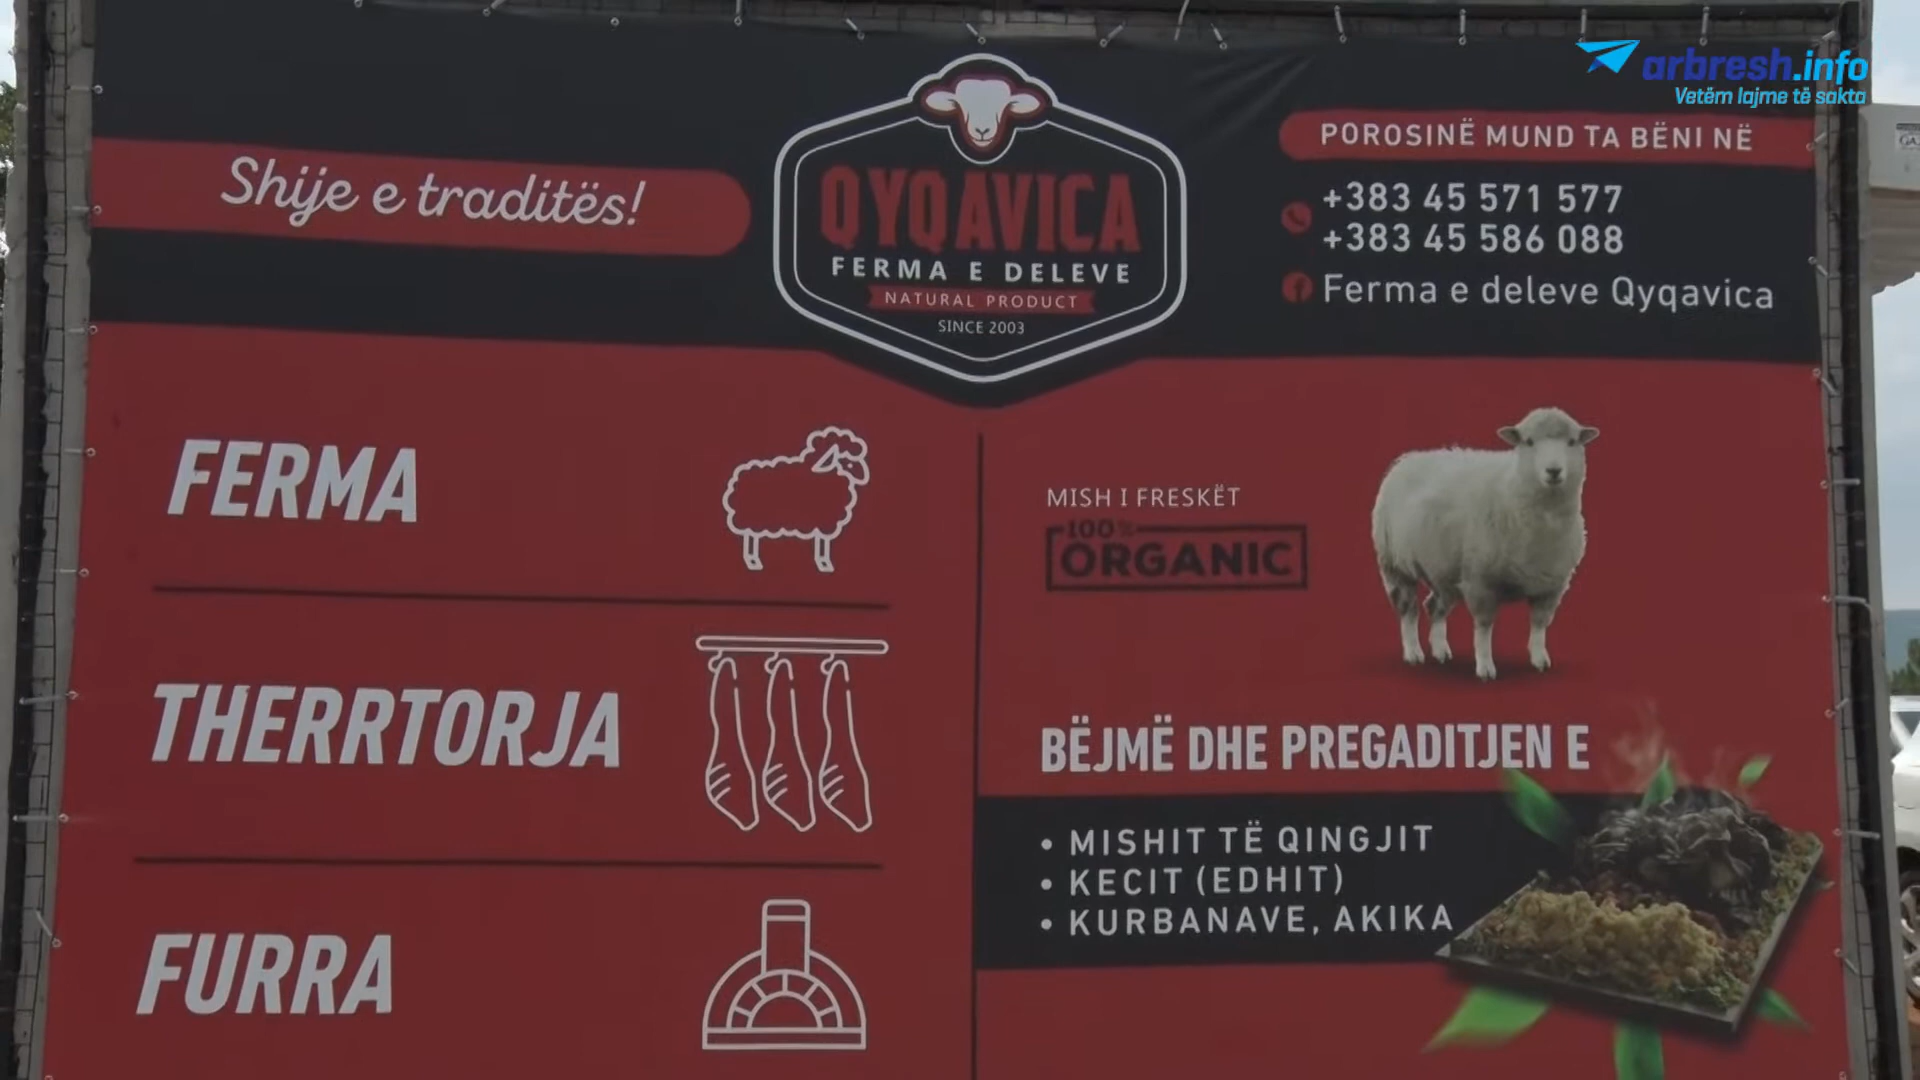 arbresh.info
Vetëm lajme të sakta
Shije e traditës!
QYQAVICA
FERMA E DELEVE
NATURAL PRODUCT
SINCE 2003
POROSINË MUND TA BËNI NË
+383 45 571 577
+383 45 586 088
Ferma e deleve Qyqavica
FERMA
THERRTORJA
FURRA
MISH I FRESKËT
100%
ORGANIC
BËJMË DHE PREGADITJEN E
• MISHIT TË QINGJIT
• KECIT (EDHIT)
• KURBANAVE, AKIKA